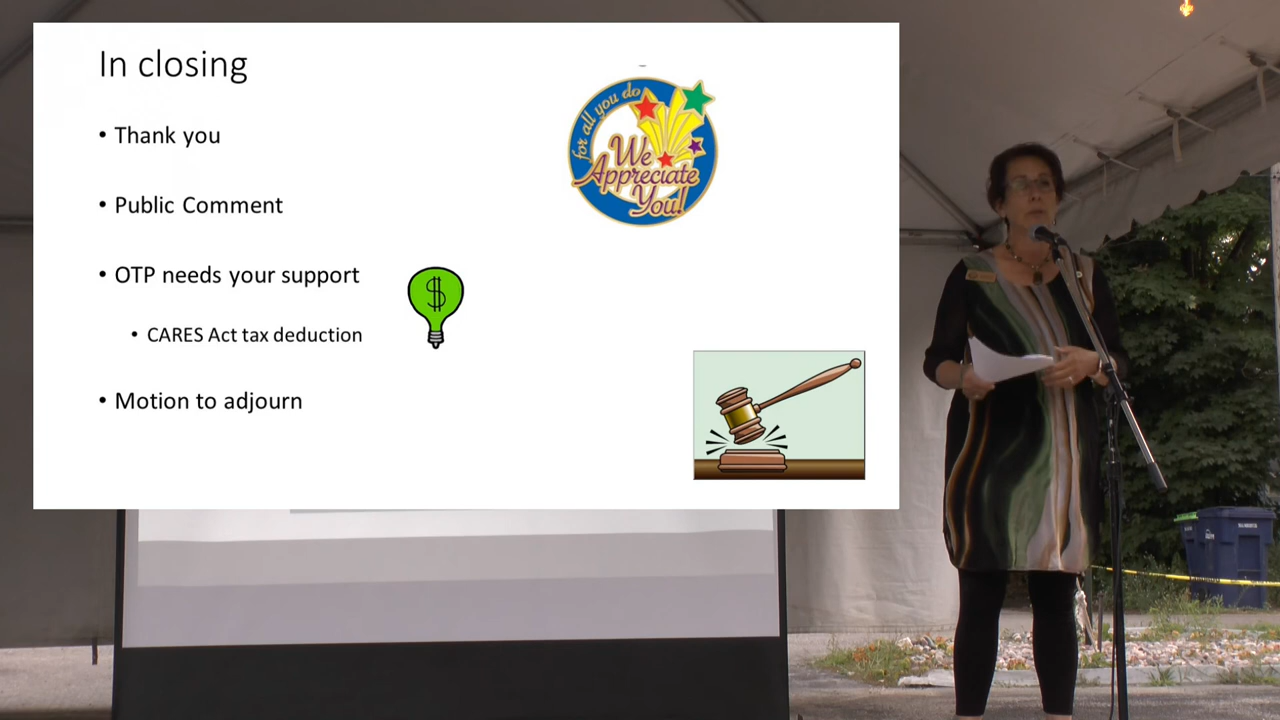 In closing
• Thank you
• Public Comment
• OTP needs your support
• CARES Act tax deduction
• Motion to adjourn
for all you do
We
Appreciate
You!
$